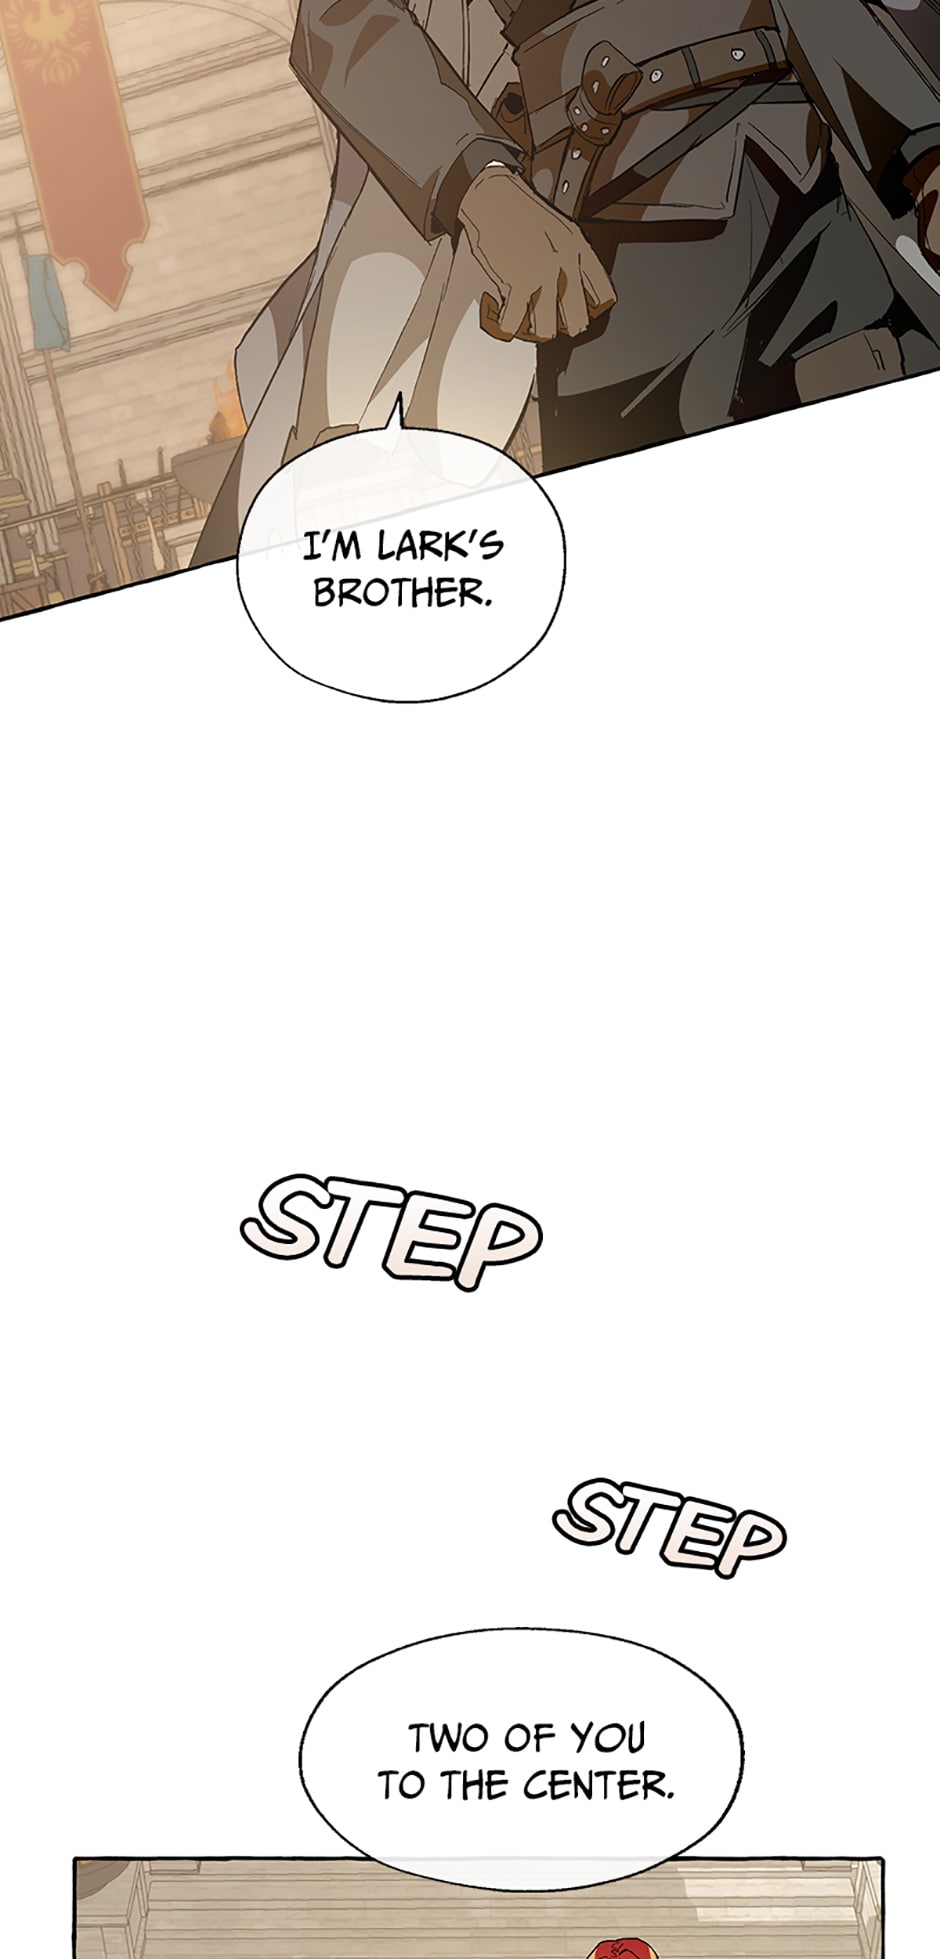 I'M LARK'S
BROTHER.
STEP
STEP
TWO OF YOU
TO THE CENTER.